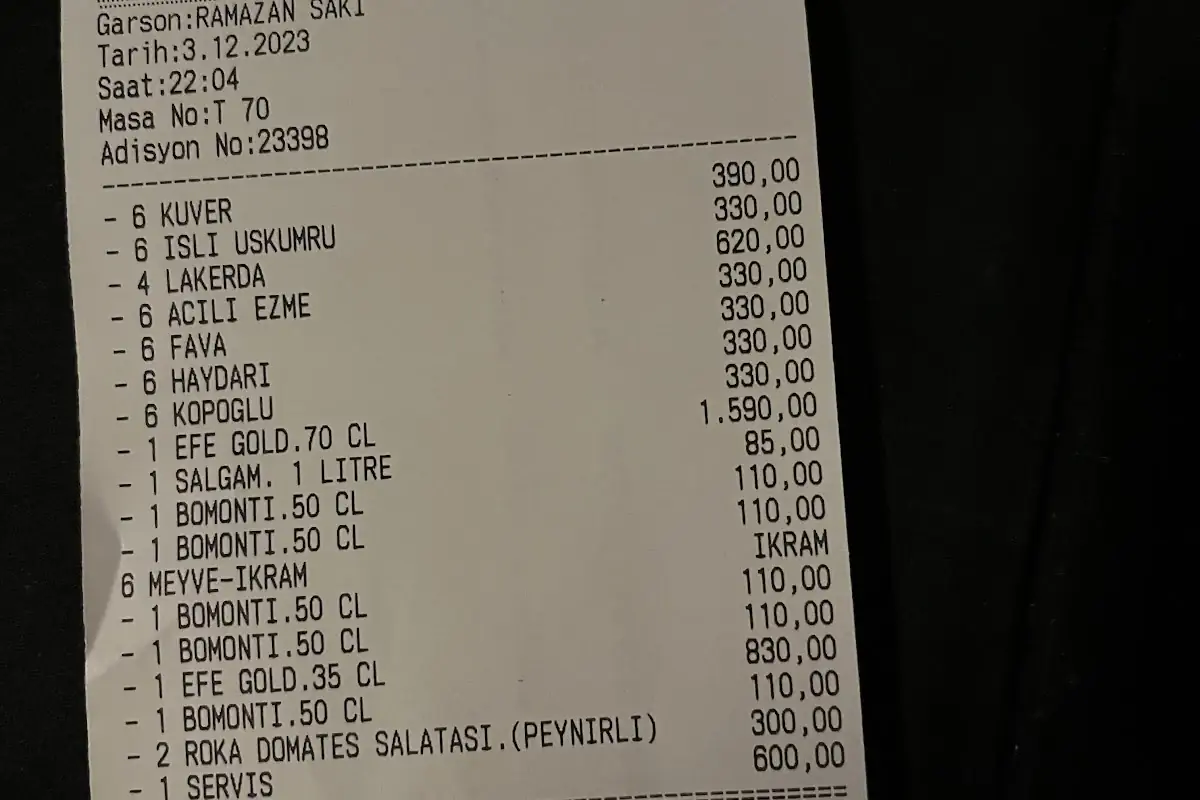 Garson:RAMAZAN SAKI
Tarih:3.12.2023
Saat:22:04
Masa No:T 70
Adisyon No:23398
- 6 KUVER 390,00
- 6 ISLI USKUMRU 330,00
- 4 LAKERDA 620,00
- 6 ACILI EZME 330,00
- 6 FAVA 330,00
- 6 HAYDARI 330,00
- 6 KOPOGLU 330,00
- 1 EFE GOLD.70 CL 1.590,00
- 1 SALGAM. 1 LITRE 85,00
- 1 BOMONTI.50 CL 110,00
- 1 BOMONTI.50 CL 110,00
6 MEYVE-IKRAM IKRAM
- 1 BOMONTI.50 CL 110,00
- 1 BOMONTI.50 CL 110,00
- 1 EFE GOLD.35 CL 830,00
- 1 BOMONTI.50 CL 110,00
- 2 ROKA DOMATES SALATASI.(PEYNIRLI) 300,00
- 1 SERVIS 600,00